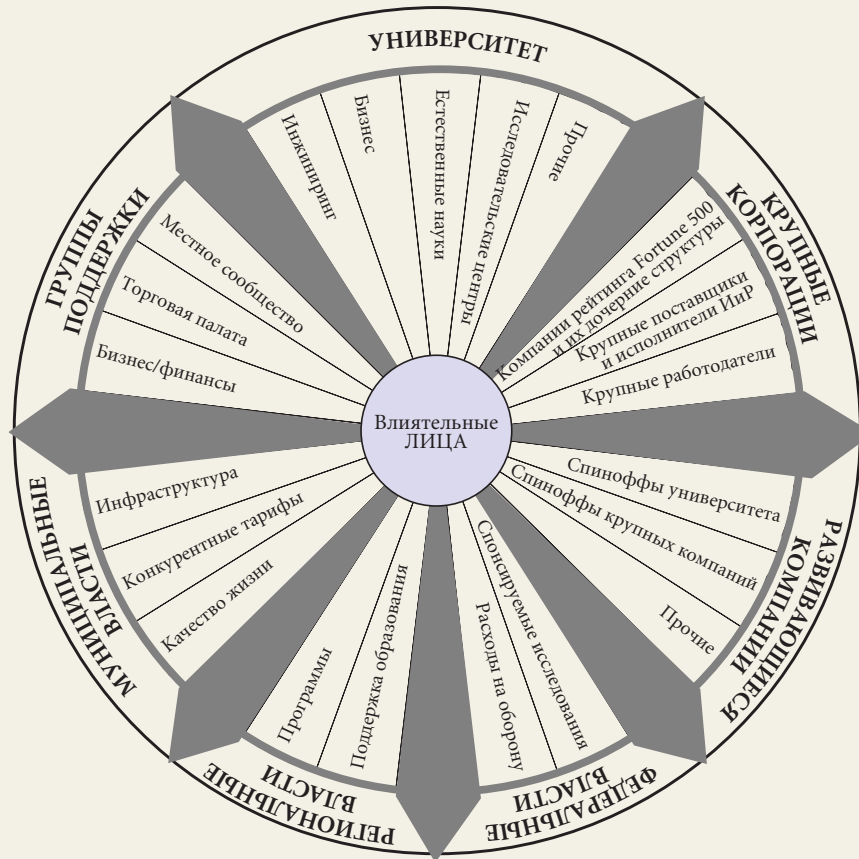 УНИВЕРСИТЕТ
Инжиниринг
Бизнес
Естественные науки
Исследовательские центры
Прочие
КРУПНЫЕ
КОРПОРАЦИИ
Компании рейтинга Fortune 500
и их дочерние структуры
Крупные поставщики
и исполнители ИиР
Крупные работодатели
РАЗВИВАЮЩИЕСЯ
КОМПАНИИ
Спиноффы университета
Спиноффы крупных компаний
Прочие
ФЕДЕРАЛЬНЫЕ
ВЛАСТИ
Спонсируемые исследования
Расходы на оборону
РЕГИОНАЛЬНЫЕ
ВЛАСТИ
Поддержка образования
Программы
МУНИЦИПАЛЬНЫЕ
ВЛАСТИ
Качество жизни
Конкурентные тарифы
Инфраструктура
ГРУППЫ
ПОДДЕРЖКИ
Бизнес/финансы
Торговая палата
Местное сообщество
Влиятельные
ЛИЦА